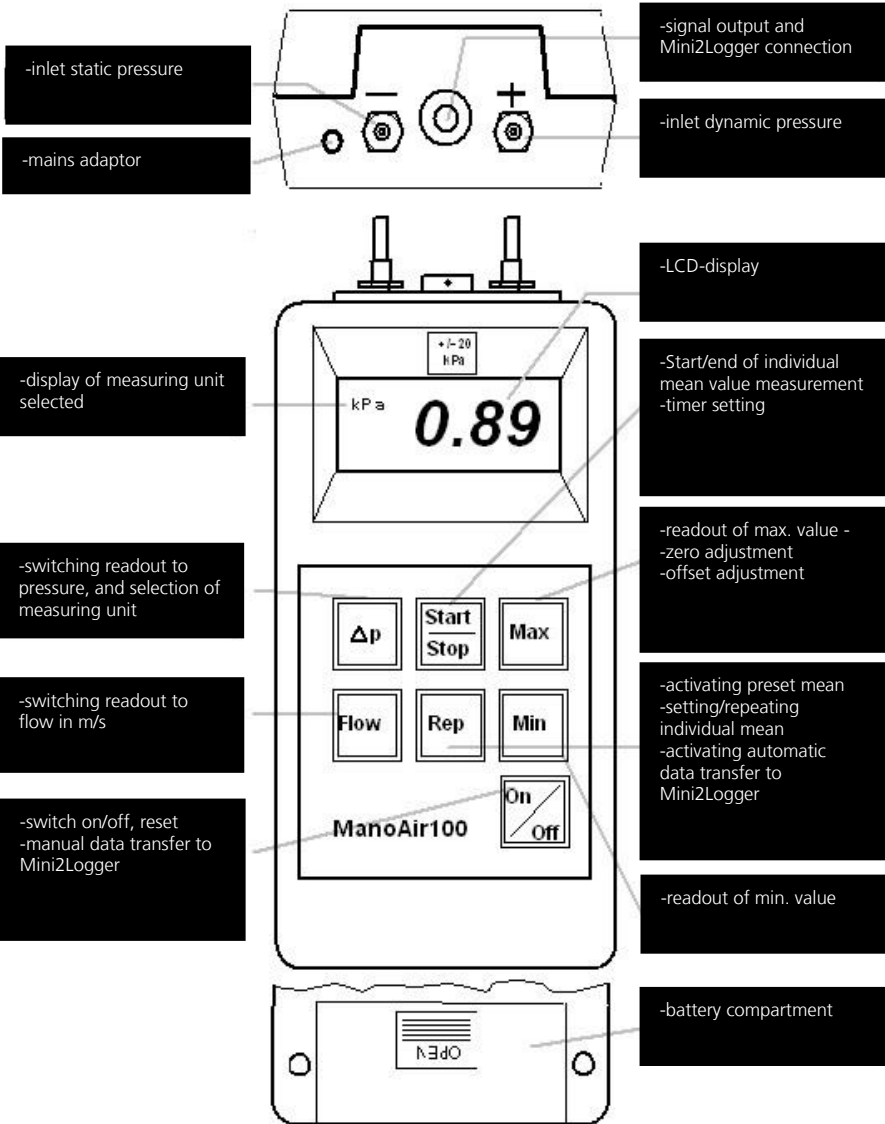 -signal output and
Mini2Logger connection
-inlet static pressure
-inlet dynamic pressure
-mains adaptor
− +
-LCD-display
+/- 20
kPa
-Start/end of individual
mean value measurement
-timer setting
-display of measuring unit
selected
kPa
0.89
-readout of max. value -
-zero adjustment
-offset adjustment
-switching readout to
pressure, and selection of
measuring unit
Δp
Start
Stop
Max
-switching readout to
flow in m/s
Flow
Rep
Min
-activating preset mean
-setting/repeating
individual mean
-activating automatic
data transfer to
Mini2Logger
-switch on/off, reset
-manual data transfer to
Mini2Logger
ManoAir100
On
Off
-readout of min. value
-battery compartment
OPEN